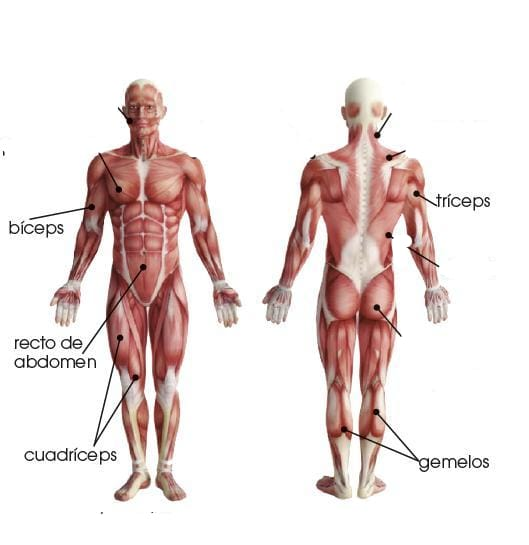 bíceps
recto de
abdomen
cuadríceps
tríceps
gemelos